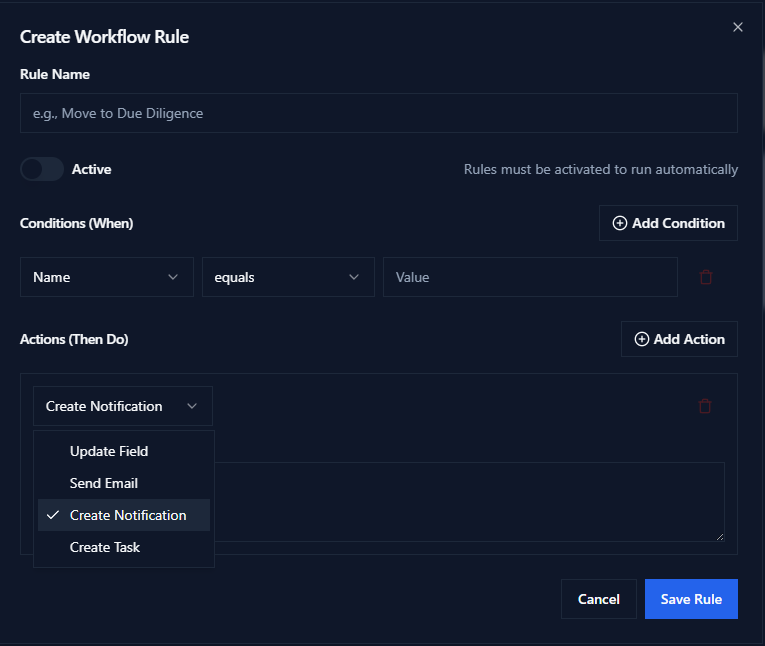 Create Workflow Rule
Rule Name
e.g., Move to Due Diligence
Active
Rules must be activated to run automatically
Conditions (When)
Add Condition
Name
equals
Value
Actions (Then Do)
Add Action
Create Notification
Update Field
Send Email
Create Notification
Create Task
Cancel
Save Rule